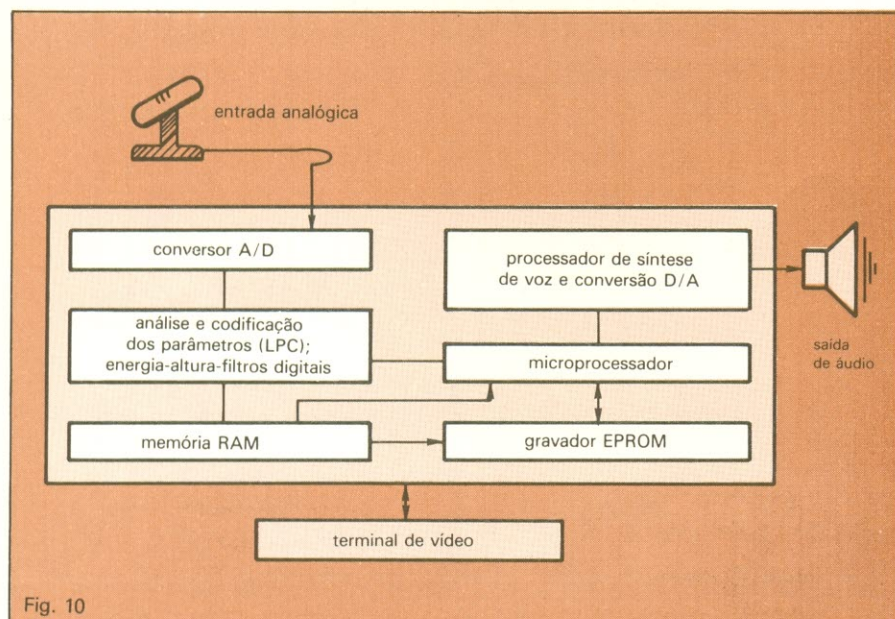 entrada analógica
conversor A/D
processador de síntese
de voz e conversão D/A
análise e codificação
dos parâmetros (LPC);
energia-altura-filtros digitais
microprocessador
saída
de áudio
memória RAM
gravador EPROM
terminal de vídeo
Fig. 10